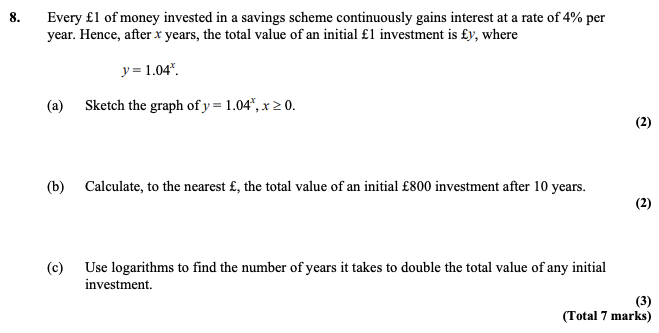 8. Every £1 of money invested in a savings scheme continuously gains interest at a rate of 4% per
year. Hence, after x years, the total value of an initial £1 investment is £y, where
y = 1.04ˣ.
(a) Sketch the graph of y = 1.04ˣ, x ≥ 0.
(2)
(b) Calculate, to the nearest £, the total value of an initial £800 investment after 10 years.
(2)
(c) Use logarithms to find the number of years it takes to double the total value of any initial
investment.
(3)
(Total 7 marks)